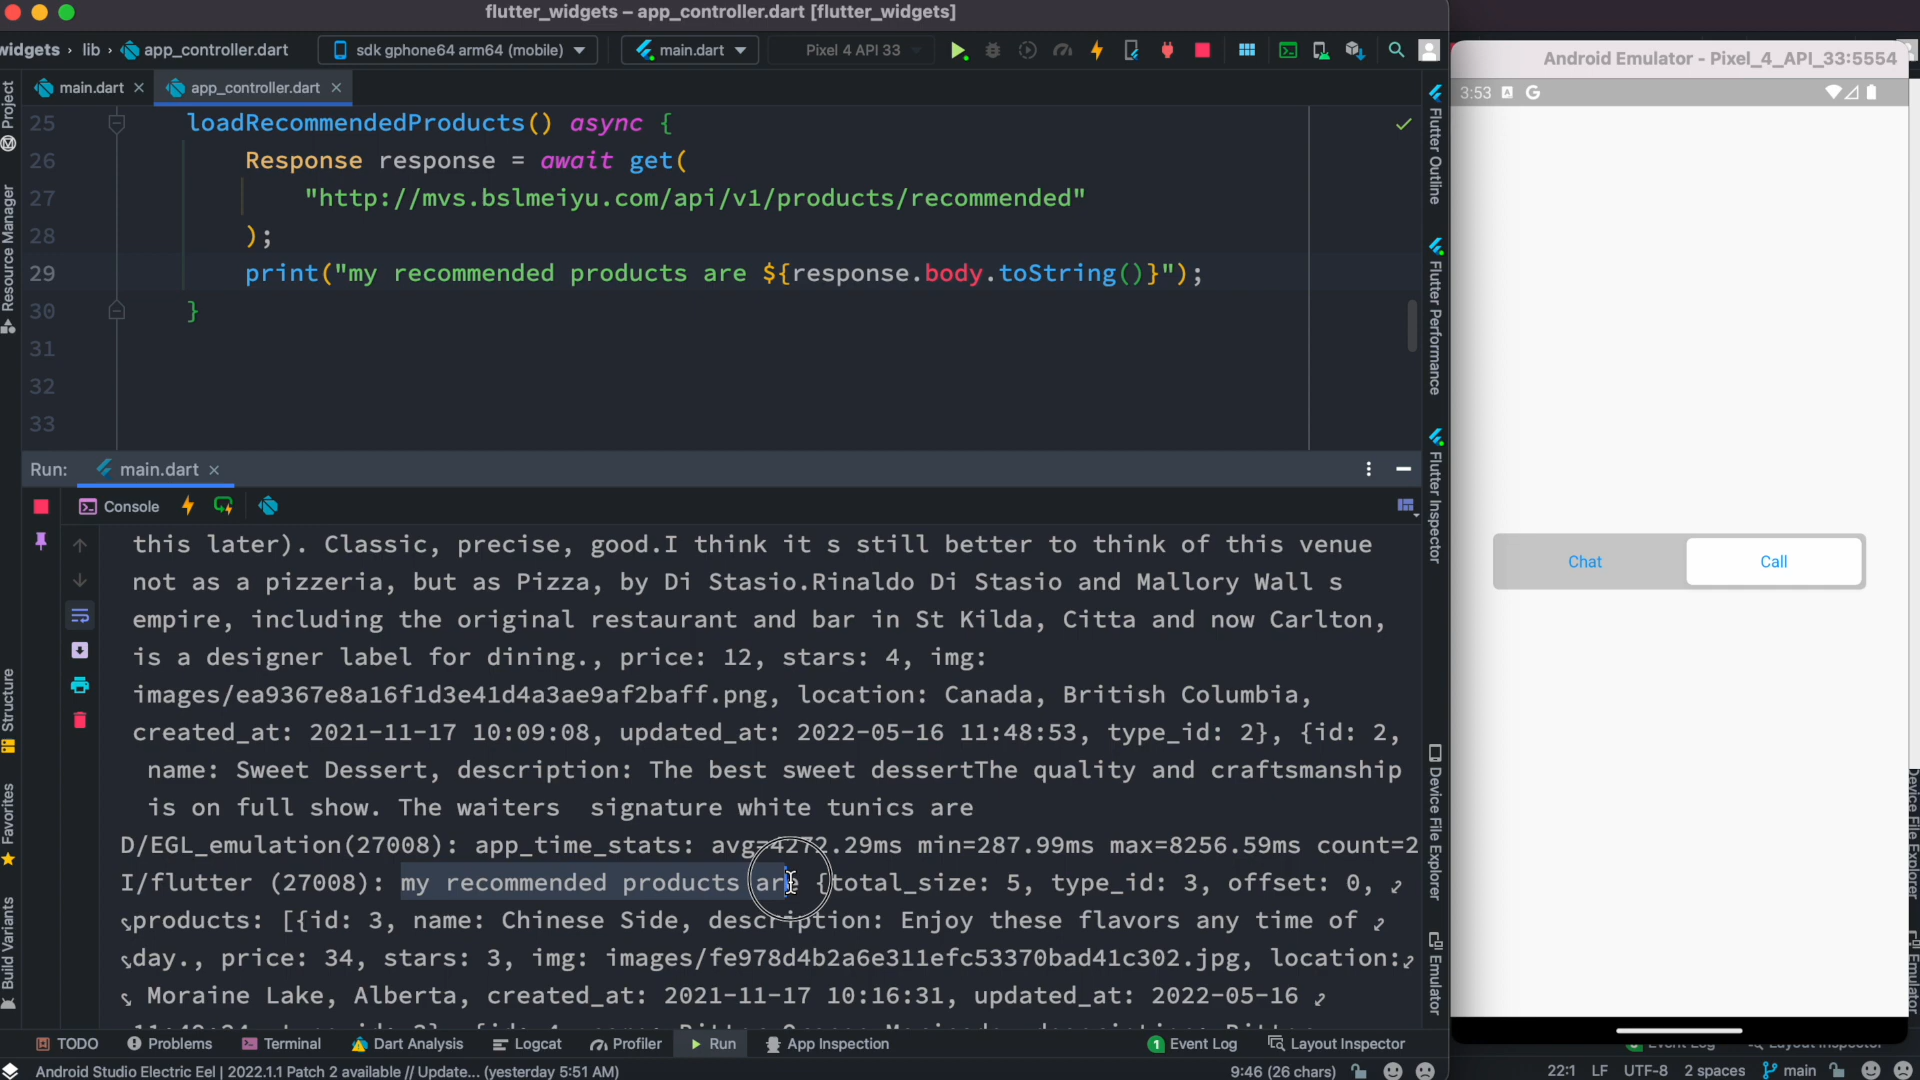 flutter_widgets – app_controller.dart [flutter_widgets]
widgets › lib › app_controller.dart
sdk gphone64 arm64 (mobile)
main.dart
Pixel 4 API 33
main.dart
app_controller.dart
25 loadRecommendedProducts() async {
26 Response response = await get(
27 "http://mvs.bslmeiyu.com/api/v1/products/recommended"
28 );
29 print("my recommended products are ${response.body.toString()}");
30 }
31
32
33
Run: main.dart
Console
this later). Classic, precise, good.I think it s still better to think of this venue
not as a pizzeria, but as Pizza, by Di Stasio.Rinaldo Di Stasio and Mallory Wall s
empire, including the original restaurant and bar in St Kilda, Citta and now Carlton,
is a designer label for dining., price: 12, stars: 4, img:
images/ea9367e8a16f1d3e41d4a3ae9af2baff.png, location: Canada, British Columbia,
created_at: 2021-11-17 10:09:08, updated_at: 2022-05-16 11:48:53, type_id: 2}, {id: 2,
name: Sweet Dessert, description: The best sweet dessertThe quality and craftsmanship
is on full show. The waiters  signature white tunics are
D/EGL_emulation(27008): app_time_stats: avg=4272.29ms min=287.99ms max=8256.59ms count=2
I/flutter (27008): my recommended products are {total_size: 5, type_id: 3, offset: 0,
products: [{id: 3, name: Chinese Side, description: Enjoy these flavors any time of
day., price: 34, stars: 3, img: images/fe978d4b2a6e311efc53370bad41c302.jpg, location:
Moraine Lake, Alberta, created_at: 2021-11-17 10:16:31, updated_at: 2022-05-16
Project
Resource Manager
Structure
Favorites
Build Variants
Flutter Outline
Flutter Performance
Flutter Inspector
Device File Explorer
Emulator
TODO
Problems
Terminal
Dart Analysis
Logcat
Profiler
Run
App Inspection
1 Event Log
Layout Inspector
Android Studio Electric Eel | 2022.1.1 Patch 2 available // Update... (yesterday 5:51 AM)
9:46 (26 chars)
Android Emulator - Pixel_4_API_33:5554
3:53
Chat
Call
22:1
LF
UTF-8
2 spaces
main